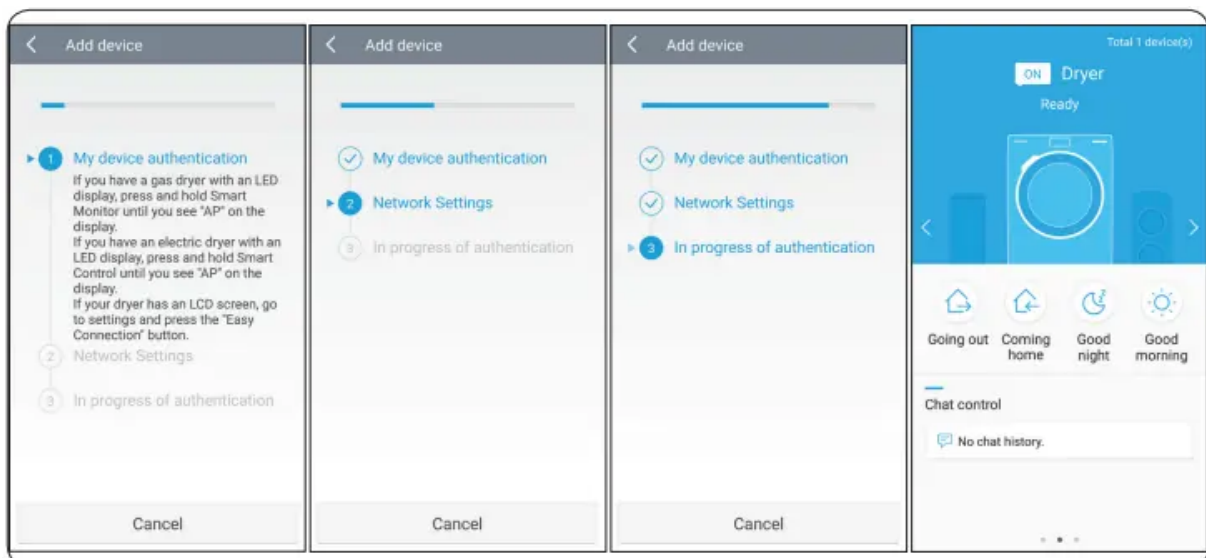 Add device
1 My device authentication
If you have a gas dryer with an LED
display, press and hold Smart
Monitor until you see "AP" on the
display.
If you have an electric dryer with an
LED display, press and hold Smart
Control until you see "AP" on the
display.
If your dryer has an LCD screen, go
to settings and press the "Easy
Connection" button.
2 Network Settings
3 In progress of authentication
Cancel
Add device
My device authentication
2 Network Settings
3 In progress of authentication
Cancel
Add device
My device authentication
Network Settings
3 In progress of authentication
Cancel
Total 1 device(s)
ON Dryer
Ready
Going out
Coming
home
Good
night
Good
morning
Chat control
No chat history.